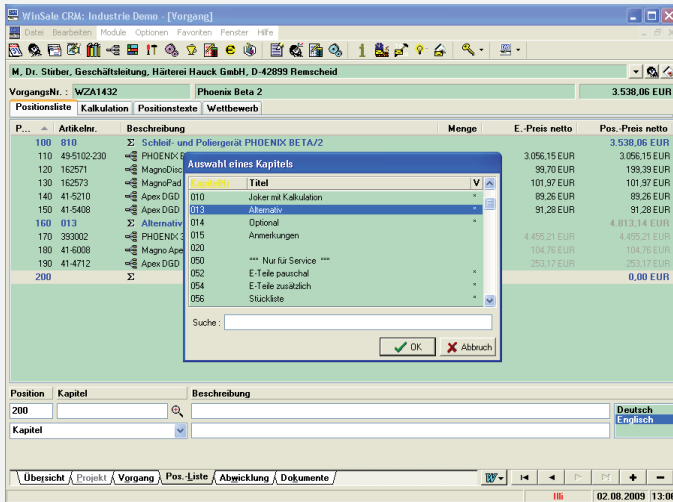 WinSale CRM: Industrie Demo - [Vorgang]
Datei Bearbeiten Module Optionen Favoriten Fenster Hilfe
M, Dr. Stirber, Geschäftsleitung, Härterei Hauck GmbH, D-42899 Remscheid
VorgangsNr. : WZA1432 Phoenix Beta 2 3.538,06 EUR
Positionsliste Kalkulation Positionstexte Wettbewerb
P... Artikelnr. Beschreibung Menge E.-Preis netto Pos.-Preis netto
100 810 Σ Schleif- und Poliergerät PHOENIX BETA/2 3.538,06 EUR
110 49-5102-230 PHOENIX 3.056,15 EUR 3.056,15 EUR
120 162571 MagnoDisc 99,70 EUR 199,39 EUR
130 162573 MagnoPad 101,97 EUR 101,97 EUR
140 41-5210 Apex DGD 89,26 EUR 89,26 EUR
150 41-5408 Apex DGD 91,28 EUR 91,28 EUR
160 013 Σ Alternativ 4.813,14 EUR
170 393002 PHOENIX 3 4.455,21 EUR 4.455,21 EUR
180 41-6008 Magno Ape 104,76 EUR 104,76 EUR
190 41-4712 Apex DGD 253,17 EUR 253,17 EUR
200 Σ 0,00 EUR
Auswahl eines Kapitels
KapitelNr Titel V
010 Joker mit Kalkulation *
013 Alternativ *
014 Optional *
015 Anmerkungen *
020
050 *** Nur für Service ***
052 E-Teile pauschal *
054 E-Teile zusätzlich *
056 Stückliste *
Suche :
OK Abbruch
Position Kapitel Beschreibung
200 Deutsch
Englisch
Kapitel
Übersicht Projekt Vorgang Pos.-Liste Abwicklung Dokumente
Illi 02.08.2009 13:06